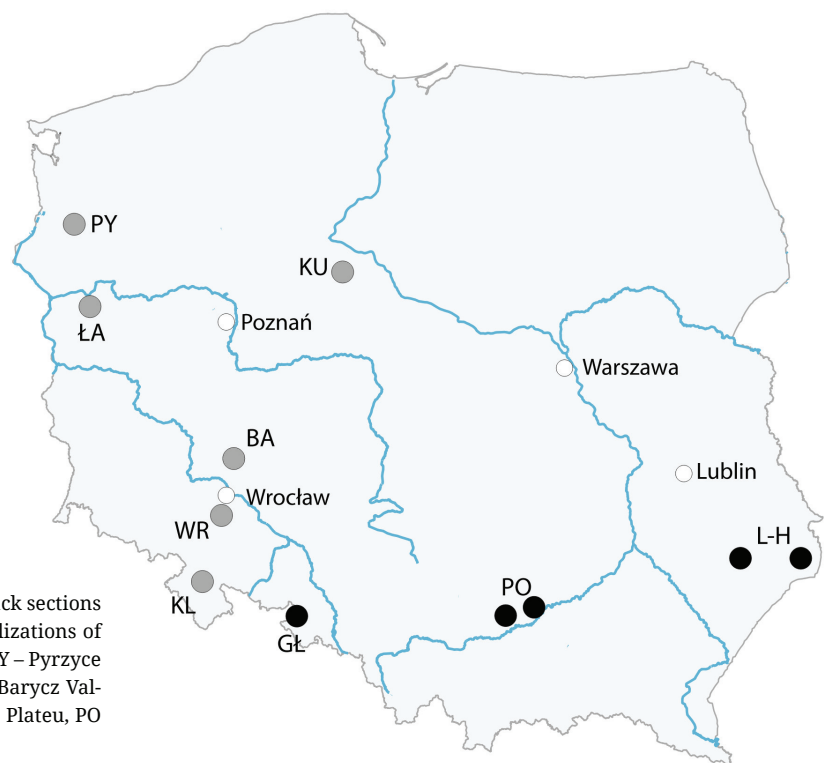 PY
KU
ŁA
Poznań
Warszawa
BA
Lublin
Wrocław
WR
L-H
PO
KL
GŁ
ck sections
lizations of
Y – Pyrzyce
Barycz Val-
Plateu, PO